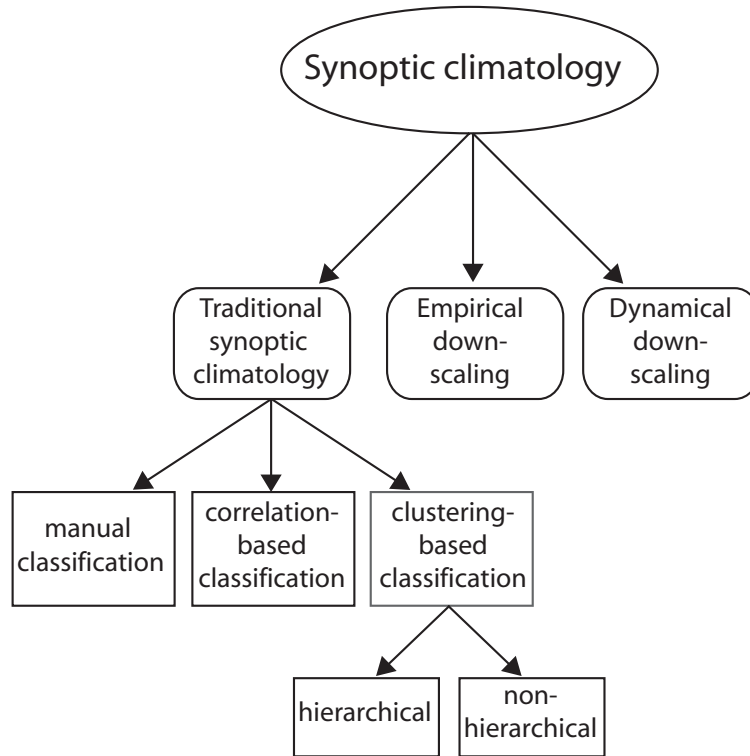 Synoptic climatology
Traditional
synoptic
climatology
Empirical
down-
scaling
Dynamical
down-
scaling
manual
classification
correlation-
based
classification
clustering-
based
classification
hierarchical
non-
hierarchical